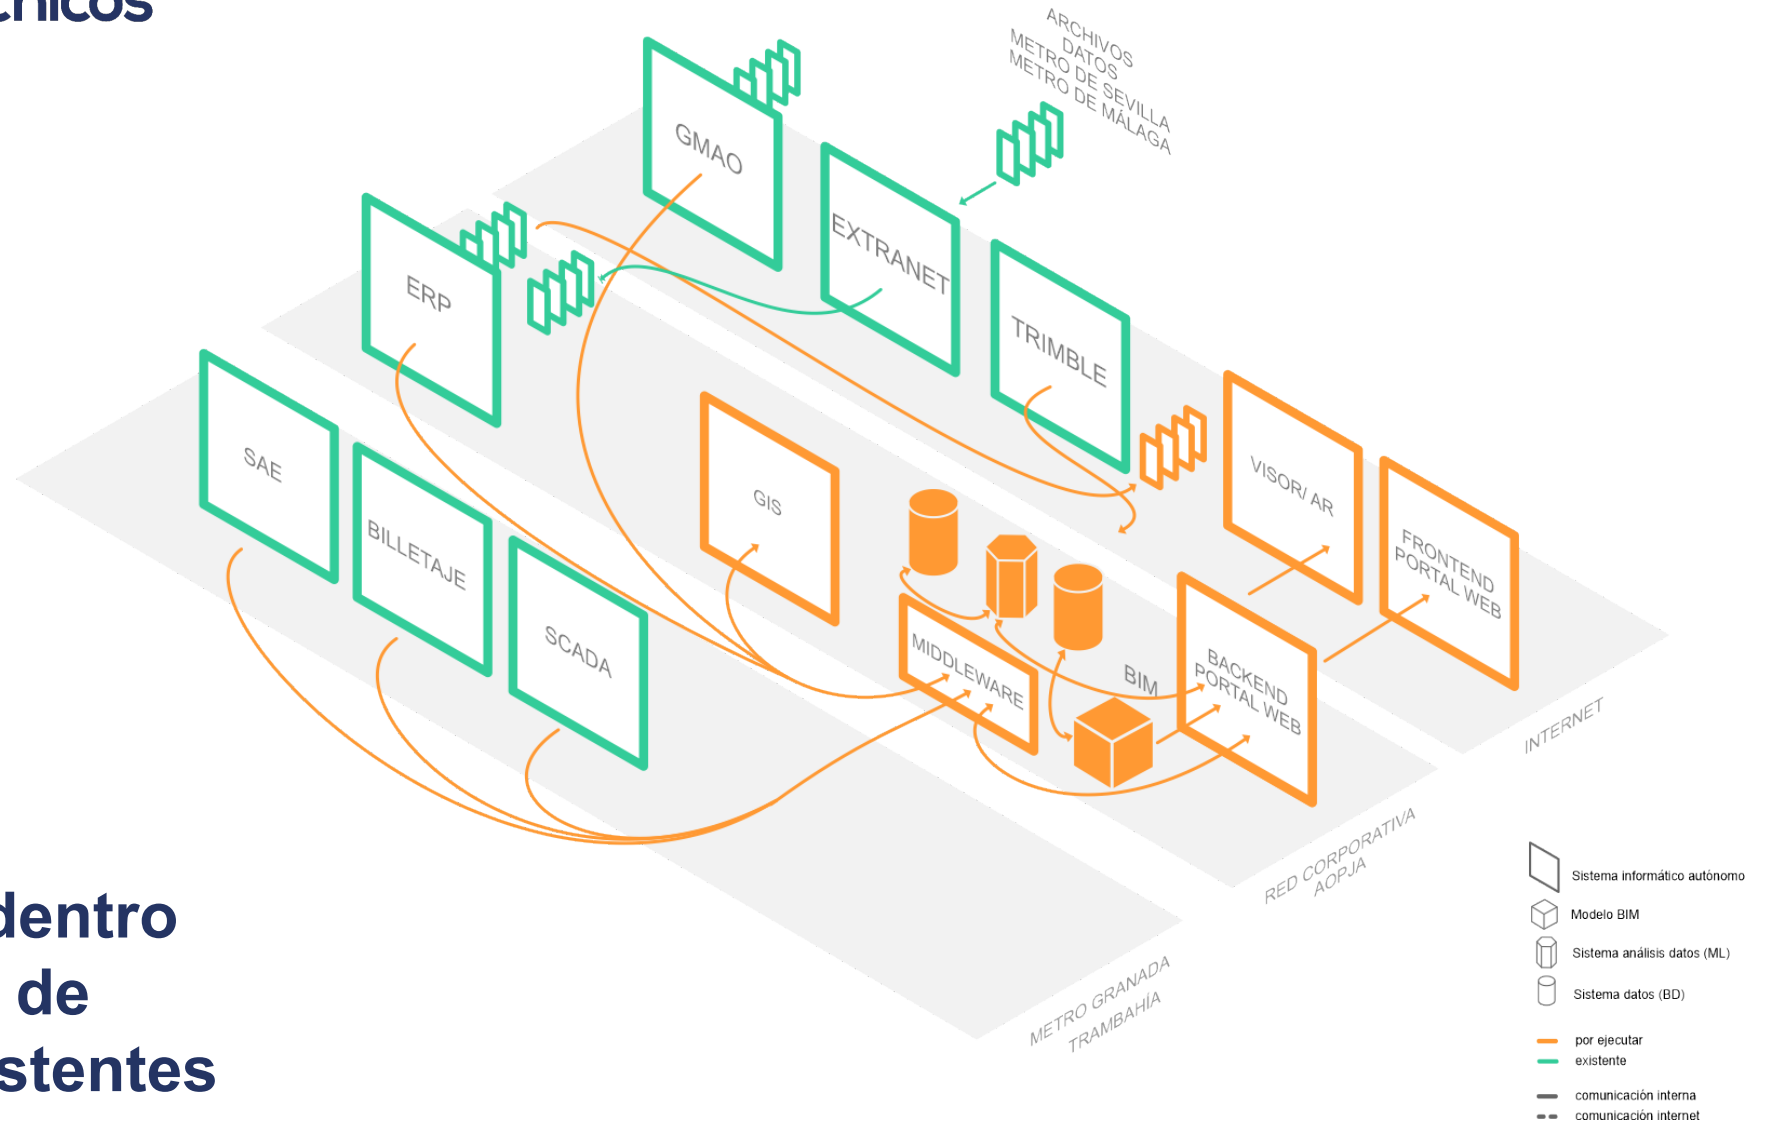 chicos
ARCHIVOS
DATOS
METRO DE SEVILLA
METRO DE MÁLAGA
GMAO
EXTRANET
TRIMBLE
ERP
SAE
BILLETAJE
SCADA
GIS
VISOR/ AR
FRONTEND
PORTAL WEB
MIDDLEWARE
BIM
BACKEND
PORTAL WEB
INTERNET
RED CORPORATIVA
AOPJA
METRO GRANADA
TRAMBAHÍA
dentro
de
stentes
Sistema informático autónomo
Modelo BIM
Sistema análisis datos (ML)
Sistema datos (BD)
por ejecutar
existente
comunicación interna
comunicación internet